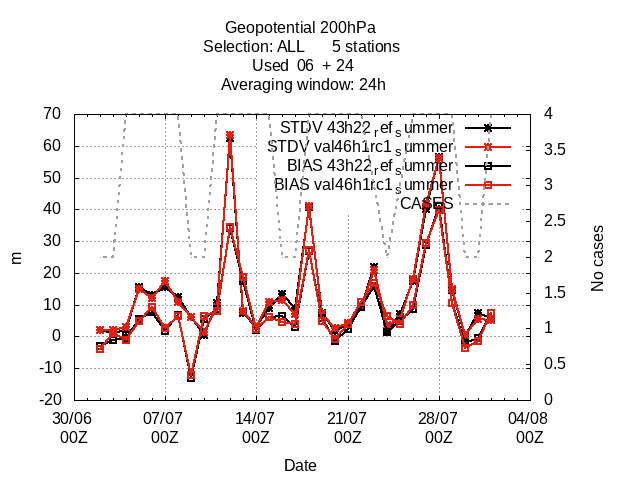 Geopotential 200hPa
Selection: ALL 5 stations
Used 06 + 24
Averaging window: 24h
70
60
50
40
30
20
10
0
-10
-20
m
4
3.5
3
2.5
2
1.5
1
0.5
0
No cases
STDV 43h22_ref_summer
STDV val46h1rc1_summer
BIAS 43h22_ref_summer
BIAS val46h1rc1_summer
CASES
30/06 07/07 14/07 21/07 28/07 04/08
00Z 00Z 00Z 00Z 00Z 00Z
Date